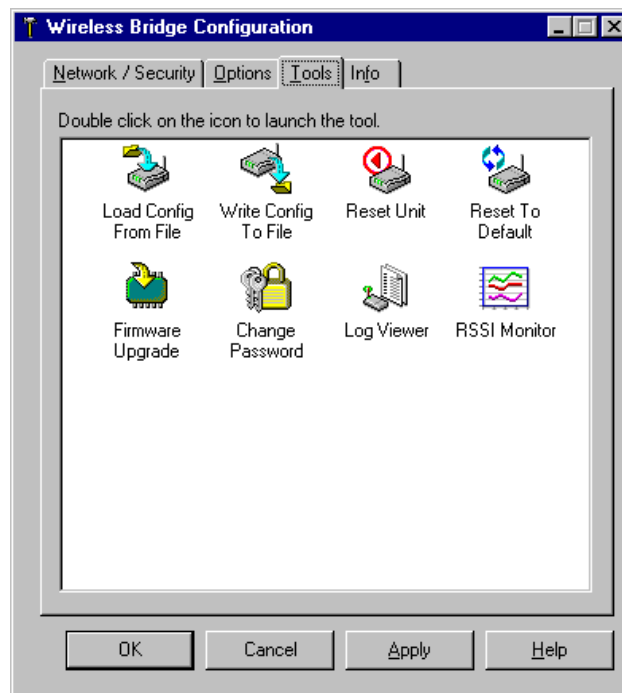 Wireless Bridge Configuration
Network / Security Options Tools Info
Double click on the icon to launch the tool.
Load Config From File
Write Config To File
Reset Unit
Reset To Default
Firmware Upgrade
Change Password
Log Viewer
RSSI Monitor
OK Cancel Apply Help